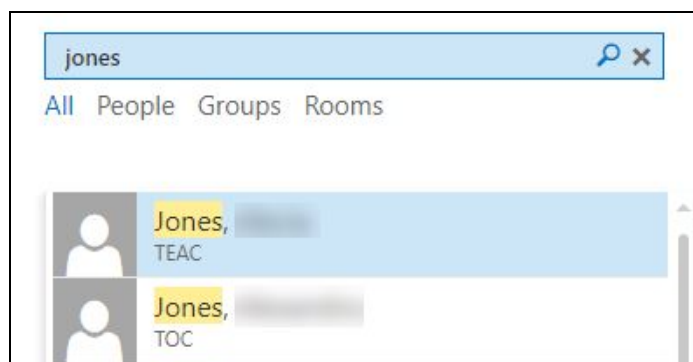 jones
All People Groups Rooms
Jones,
TEAC
Jones,
TOC